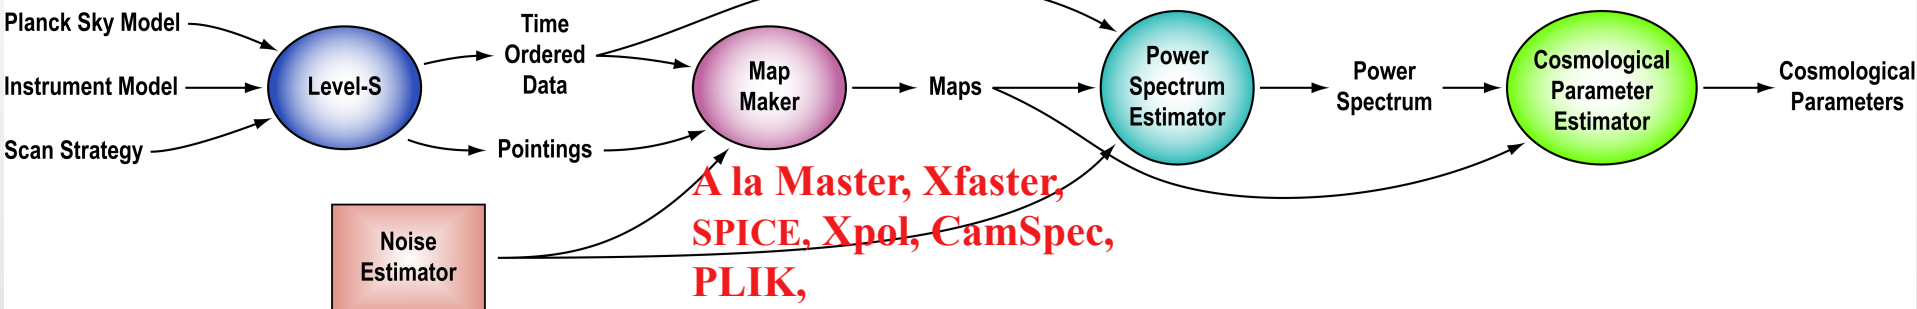 Planck Sky Model
Instrument Model
Scan Strategy
Level-S
Time
Ordered
Data
Pointings
Noise
Estimator
Map
Maker
Maps
A la Master, Xfaster,
SPICE, Xpol, CamSpec,
PLIK,
Power
Spectrum
Estimator
Power
Spectrum
Cosmological
Parameter
Estimator
Cosmological
Parameters